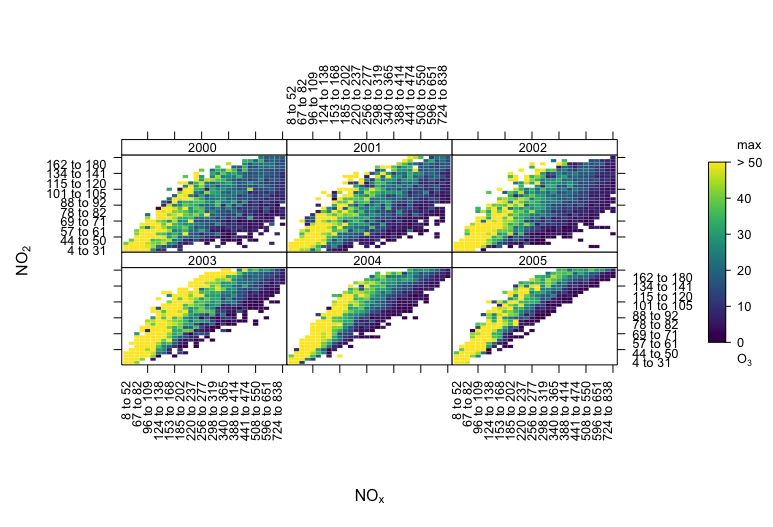 8 to 52
67 to 82
96 to 109
124 to 138
153 to 168
185 to 202
220 to 237
256 to 277
298 to 319
340 to 365
388 to 414
441 to 474
508 to 550
596 to 651
724 to 838
max
2000
2001
2002
> 50
40
30
20
10
0
O₃
162 to 180
134 to 141
115 to 120
101 to 105
88 to 92
78 to 82
69 to 71
57 to 61
44 to 50
4 to 31
NO₂
2003
2004
2005
162 to 180
134 to 141
115 to 120
101 to 105
88 to 92
78 to 82
69 to 71
57 to 61
44 to 50
4 to 31
8 to 52
67 to 82
96 to 109
124 to 138
153 to 168
185 to 202
220 to 237
256 to 277
298 to 319
340 to 365
388 to 414
441 to 474
508 to 550
596 to 651
724 to 838
8 to 52
67 to 82
96 to 109
124 to 138
153 to 168
185 to 202
220 to 237
256 to 277
298 to 319
340 to 365
388 to 414
441 to 474
508 to 550
596 to 651
724 to 838
NOₓ